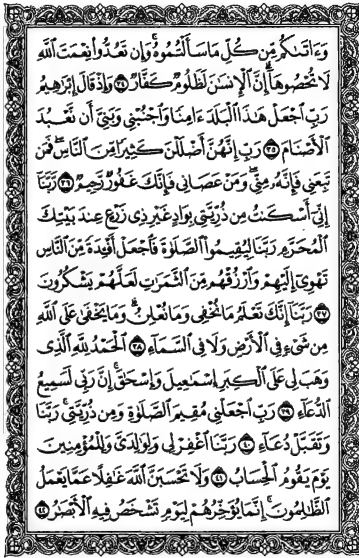 وَءَاتَىٰكُم مِّن كُلِّ مَا سَأَلْتُمُوهُ ۚ وَإِن تَعُدُّوا۟ نِعْمَتَ ٱللَّهِ
لَا تُحْصُوهَآ ۗ إِنَّ ٱلْإِنسَٰنَ لَظَلُومٌ كَفَّارٌ ۝٣٤ وَإِذْ قَالَ إِبْرَٰهِيمُ
رَبِّ ٱجْعَلْ هَٰذَا ٱلْبَلَدَ ءَامِنًا وَٱجْنُبْنِى وَبَنِىَّ أَن نَّعْبُدَ
ٱلْأَصْنَامَ ۝٣٥ رَبِّ إِنَّهُنَّ أَضْلَلْنَ كَثِيرًا مِّنَ ٱلنَّاسِ ۖ فَمَن
تَبِعَنِى فَإِنَّهُۥ مِنِّى ۖ وَمَنْ عَصَانِى فَإِنَّكَ غَفُورٌ رَّحِيمٌ ۝٣٦ رَّبَّنَآ
إِنِّىٓ أَسْكَنتُ مِن ذُرِّيَّتِى بِوَادٍ غَيْرِ ذِى زَرْعٍ عِندَ بَيْتِكَ
ٱلْمُحَرَّمِ رَبَّنَا لِيُقِيمُوا۟ ٱلصَّلَوٰةَ فَٱجْعَلْ أَفْـِٔدَةً مِّنَ ٱلنَّاسِ
تَهْوِىٓ إِلَيْهِمْ وَٱرْزُقْهُم مِّنَ ٱلثَّمَرَٰتِ لَعَلَّهُمْ يَشْكُرُونَ
۝٣٧ رَبَّنَآ إِنَّكَ تَعْلَمُ مَا نُخْفِى وَمَا نُعْلِنُ ۗ وَمَا يَخْفَىٰ عَلَى ٱللَّهِ
مِن شَىْءٍ فِى ٱلْأَرْضِ وَلَا فِى ٱلسَّمَآءِ ۝٣٨ ٱلْحَمْدُ لِلَّهِ ٱلَّذِى
وَهَبَ لِى عَلَى ٱلْكِبَرِ إِسْمَٰعِيلَ وَإِسْحَٰقَ ۚ إِنَّ رَبِّى لَسَمِيعُ
ٱلدُّعَآءِ ۝٣٩ رَبِّ ٱجْعَلْنِى مُقِيمَ ٱلصَّلَوٰةِ وَمِن ذُرِّيَّتِى ۚ رَبَّنَا
وَتَقَبَّلْ دُعَآءِ ۝٤٠ رَبَّنَا ٱغْفِرْ لِى وَلِوَٰلِدَىَّ وَلِلْمُؤْمِنِينَ
يَوْمَ يَقُومُ ٱلْحِسَابُ ۝٤١ وَلَا تَحْسَبَنَّ ٱللَّهَ غَٰفِلًا عَمَّا يَعْمَلُ
ٱلظَّٰلِمُونَ ۚ إِنَّمَا يُؤَخِّرُهُمْ لِيَوْمٍ تَشْخَصُ فِيهِ ٱلْأَبْصَٰرُ ۝٤٢